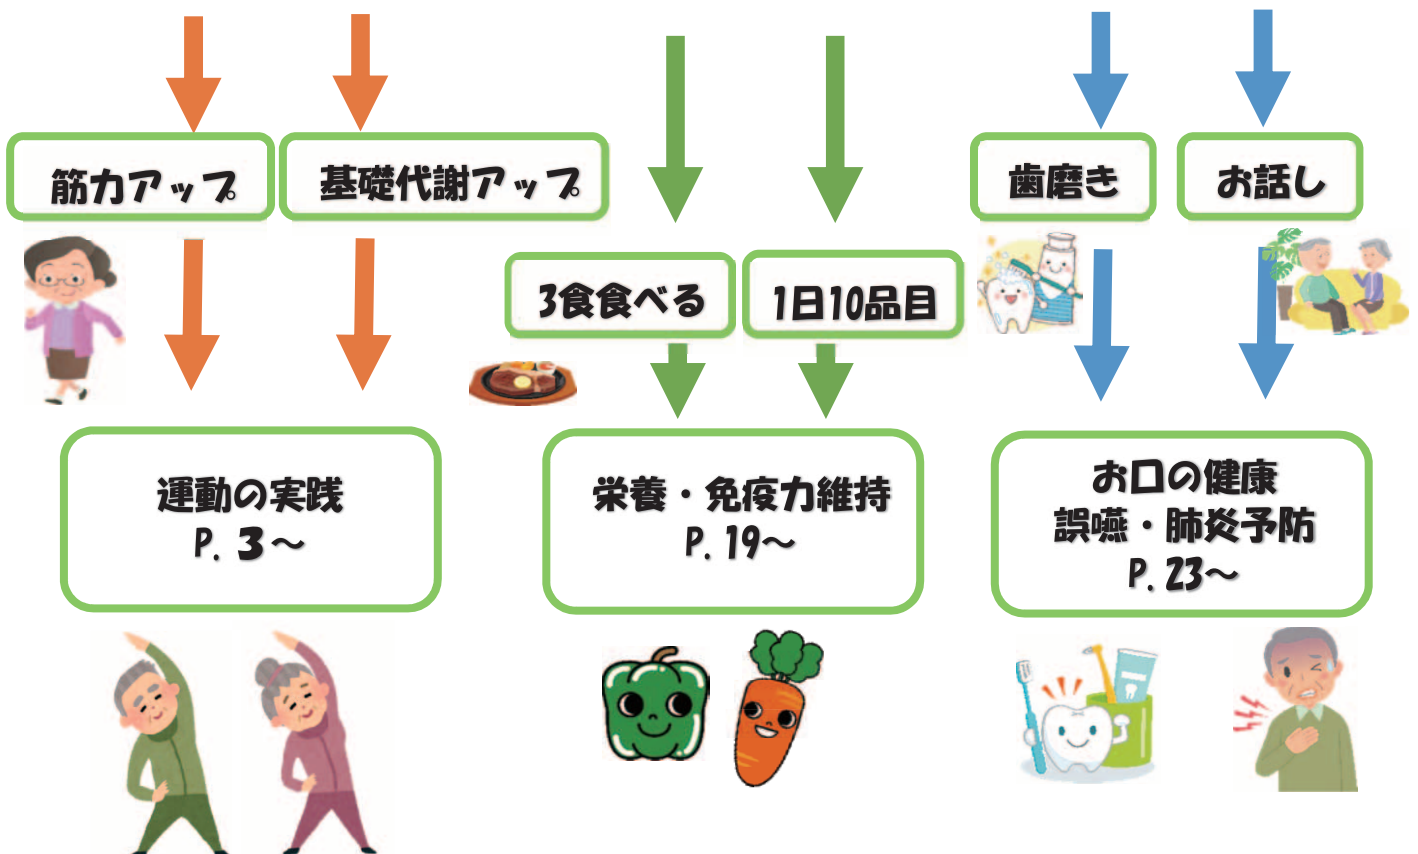 筋力アップ
基礎代謝アップ
歯磨き
お話し
3食食べる
1日10品目
運動の実践
P. 3～
栄養・免疫力維持
P. 19～
お口の健康
誤嚥・肺炎予防
P. 23～